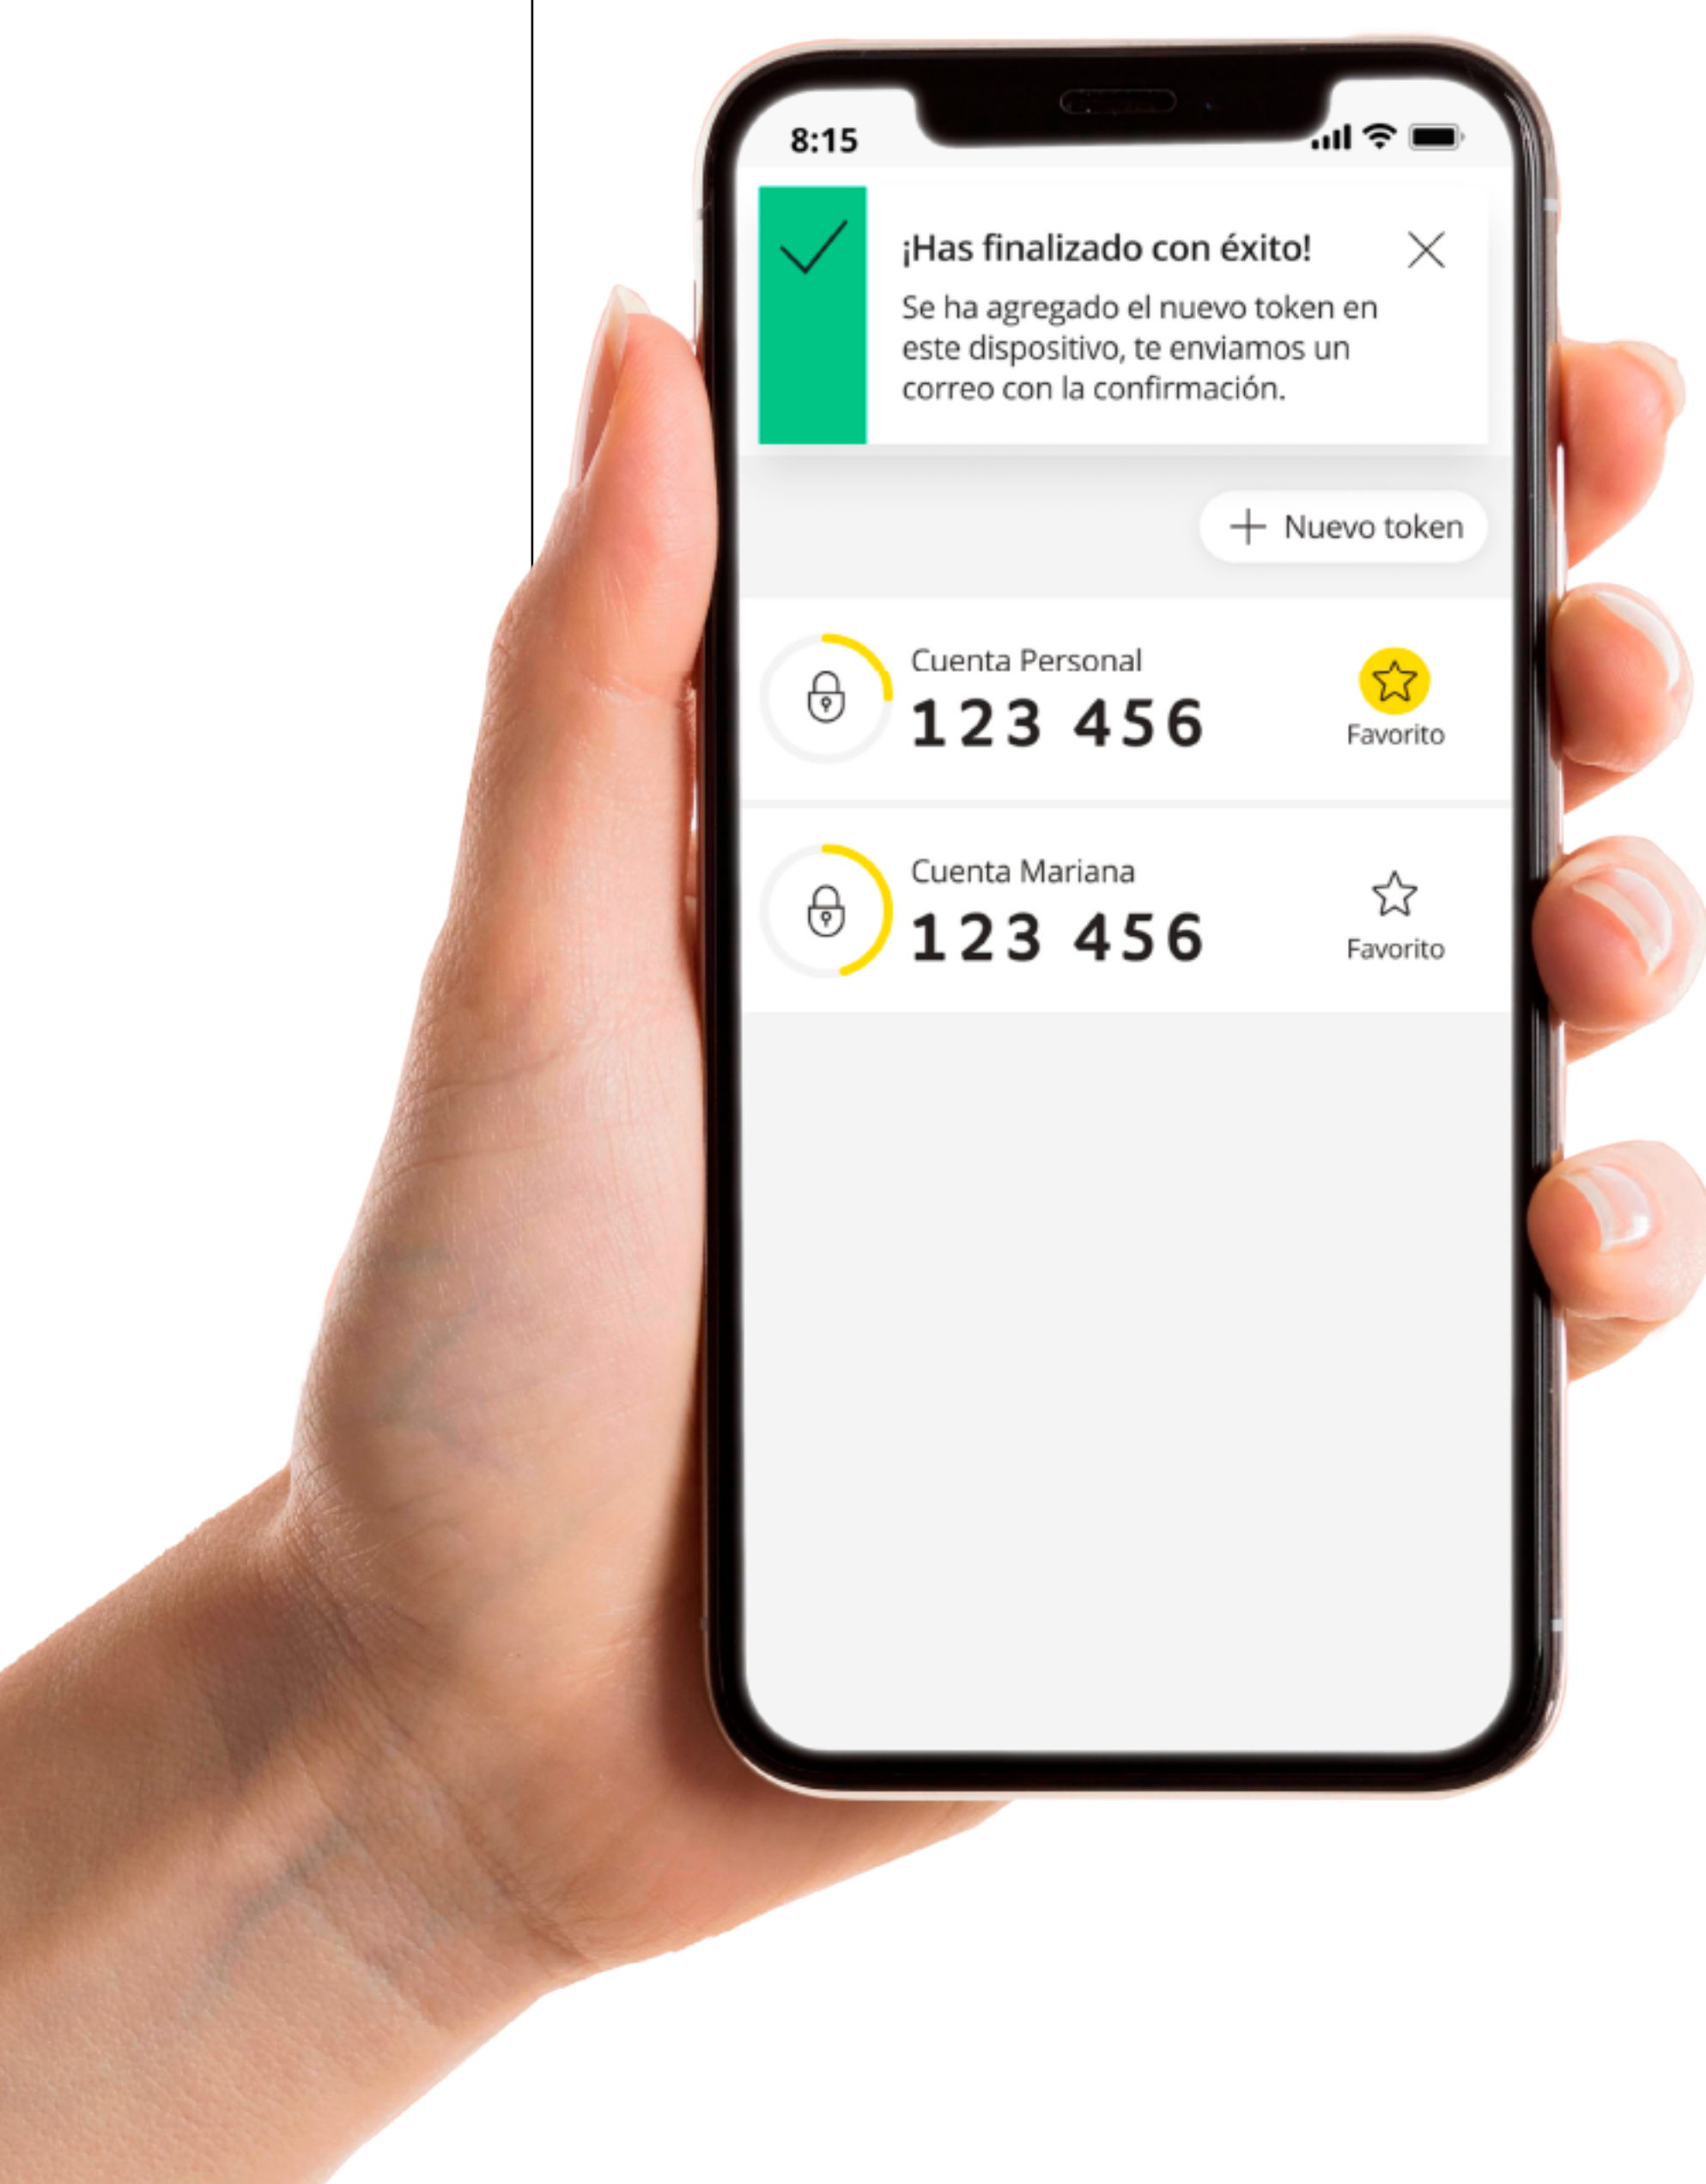 8:15
¡Has finalizado con éxito!
Se ha agregado el nuevo token en
este dispositivo, te enviamos un
correo con la confirmación.
Nuevo token
Cuenta Personal
123 456
Favorito
Cuenta Mariana
123 456
Favorito